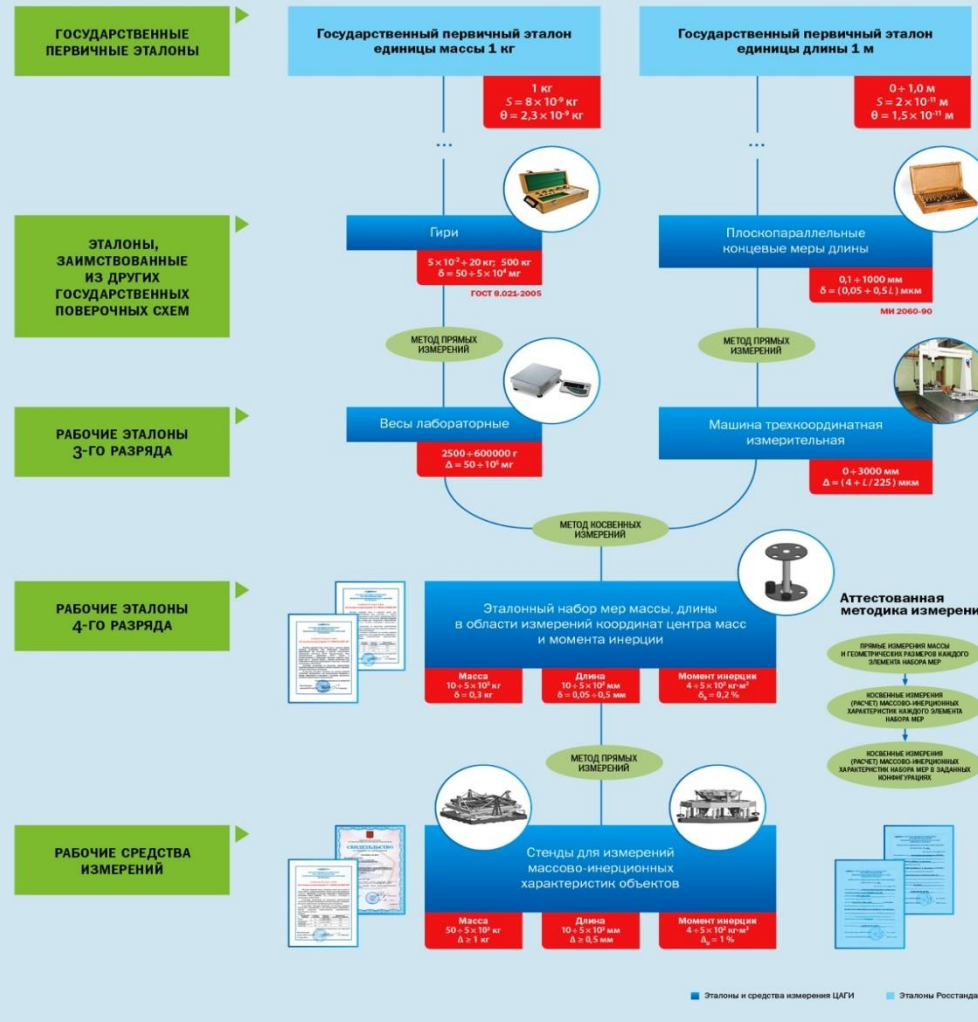 ГОСУДАРСТВЕННЫЕ
ПЕРВИЧНЫЕ ЭТАЛОНЫ
Государственный первичный эталон
единицы массы 1 кг
1 кг
S = 8 × 10⁻⁹ кг
θ = 2,3 × 10⁻⁹ кг
Государственный первичный эталон
единицы длины 1 м
0 ÷ 1,0 м
S = 2 × 10⁻¹¹ м
θ = 1,5 × 10⁻¹¹ м
...
...
ЭТАЛОНЫ,
ЗАИМСТВОВАННЫЕ
ИЗ ДРУГИХ
ГОСУДАРСТВЕННЫХ
ПОВЕРОЧНЫХ СХЕМ
Гири
5 × 10⁻² ÷ 20 кг; 500 кг
δ = 50 ÷ 5 × 10⁴ мг
ГОСТ 8.021-2005
Плоскопараллельные
концевые меры длины
0,1 ÷ 1000 мм
δ = (0,05 + 0,5 L) мкм
МИ 2060-90
МЕТОД ПРЯМЫХ
ИЗМЕРЕНИЙ
МЕТОД ПРЯМЫХ
ИЗМЕРЕНИЙ
РАБОЧИЕ ЭТАЛОНЫ
3-ГО РАЗРЯДА
Весы лабораторные
2500 ÷ 600000 г
Машина трехкоординатная
измерительная
0 ÷ 3000 мм
Δ = (4 + L/225) мкм
МЕТОД КОСВЕННЫХ
ИЗМЕРЕНИЙ
РАБОЧИЕ ЭТАЛОНЫ
4-ГО РАЗРЯДА
Эталонный набор мер массы, длины
в области измерений координат центра масс
и момента инерции
Масса
10 ÷ 5 × 10³ кг
δ = 0,3 кг
Длина
10 ÷ 5 × 10³ мм
δ = 0,05 ÷ 0,5 мм
Момент инерции
4 ÷ 5 × 10³ кг·м²
δ₀ = 0,2 %
Аттестованная
методика измерени
ПРЯМЫЕ ИЗМЕРЕНИЯ МАССЫ
И ГЕОМЕТРИЧЕСКИХ РАЗМЕРОВ КАЖДОГО
ЭЛЕМЕНТА НАБОРА МЕР
КОСВЕННЫЕ ИЗМЕРЕНИЯ
(РАСЧЕТ) МАССОВО-ИНЕРЦИОННЫХ
ХАРАКТЕРИСТИК КАЖДОГО ЭЛЕМЕНТА
НАБОРА МЕР
КОСВЕННЫЕ ИЗМЕРЕНИЯ
(РАСЧЕТ) МАССОВО-ИНЕРЦИОННЫХ
ХАРАКТЕРИСТИК НАБОРА МЕР В ЗАДАННЫХ
КОНФИГУРАЦИЯХ
МЕТОД ПРЯМЫХ
ИЗМЕРЕНИЙ
РАБОЧИЕ СРЕДСТВА
ИЗМЕРЕНИЙ
СВИДЕТЕЛЬСТВО
Стенды для измерений
массово-инерционных
характеристик объектов
Масса
50 ÷ 5 × 10³ кг
Δ ≥ 1 кг
Длина
10 ÷ 5 × 10³ мм
Δ ≥ 0,5 мм
Момент инерции
4 ÷ 5 × 10² кг·м²
Δ₀ = 1 %
Эталоны и средства измерения ЦАГИ
Эталоны Росстанда